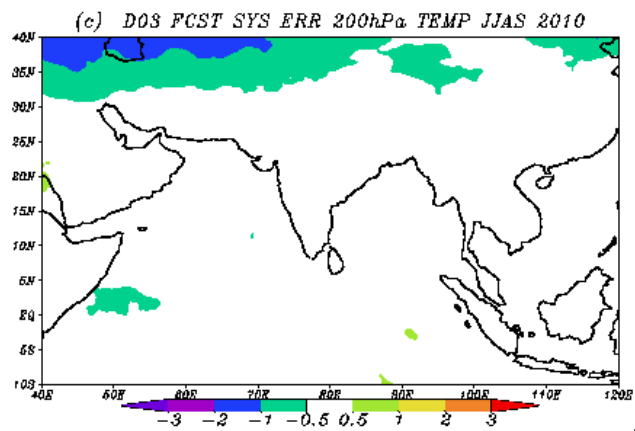 (c) D03 FCST SYS ERR 200hPa TEMP JJAS 2010
40N
35N
30N
25N
20N
15N
10N
5N
EQ
5S
10S
40E 50E 60E 70E 80E 90E 100E 110E 120E
-3 -2 -1 -0.5 0.5 1 2 3